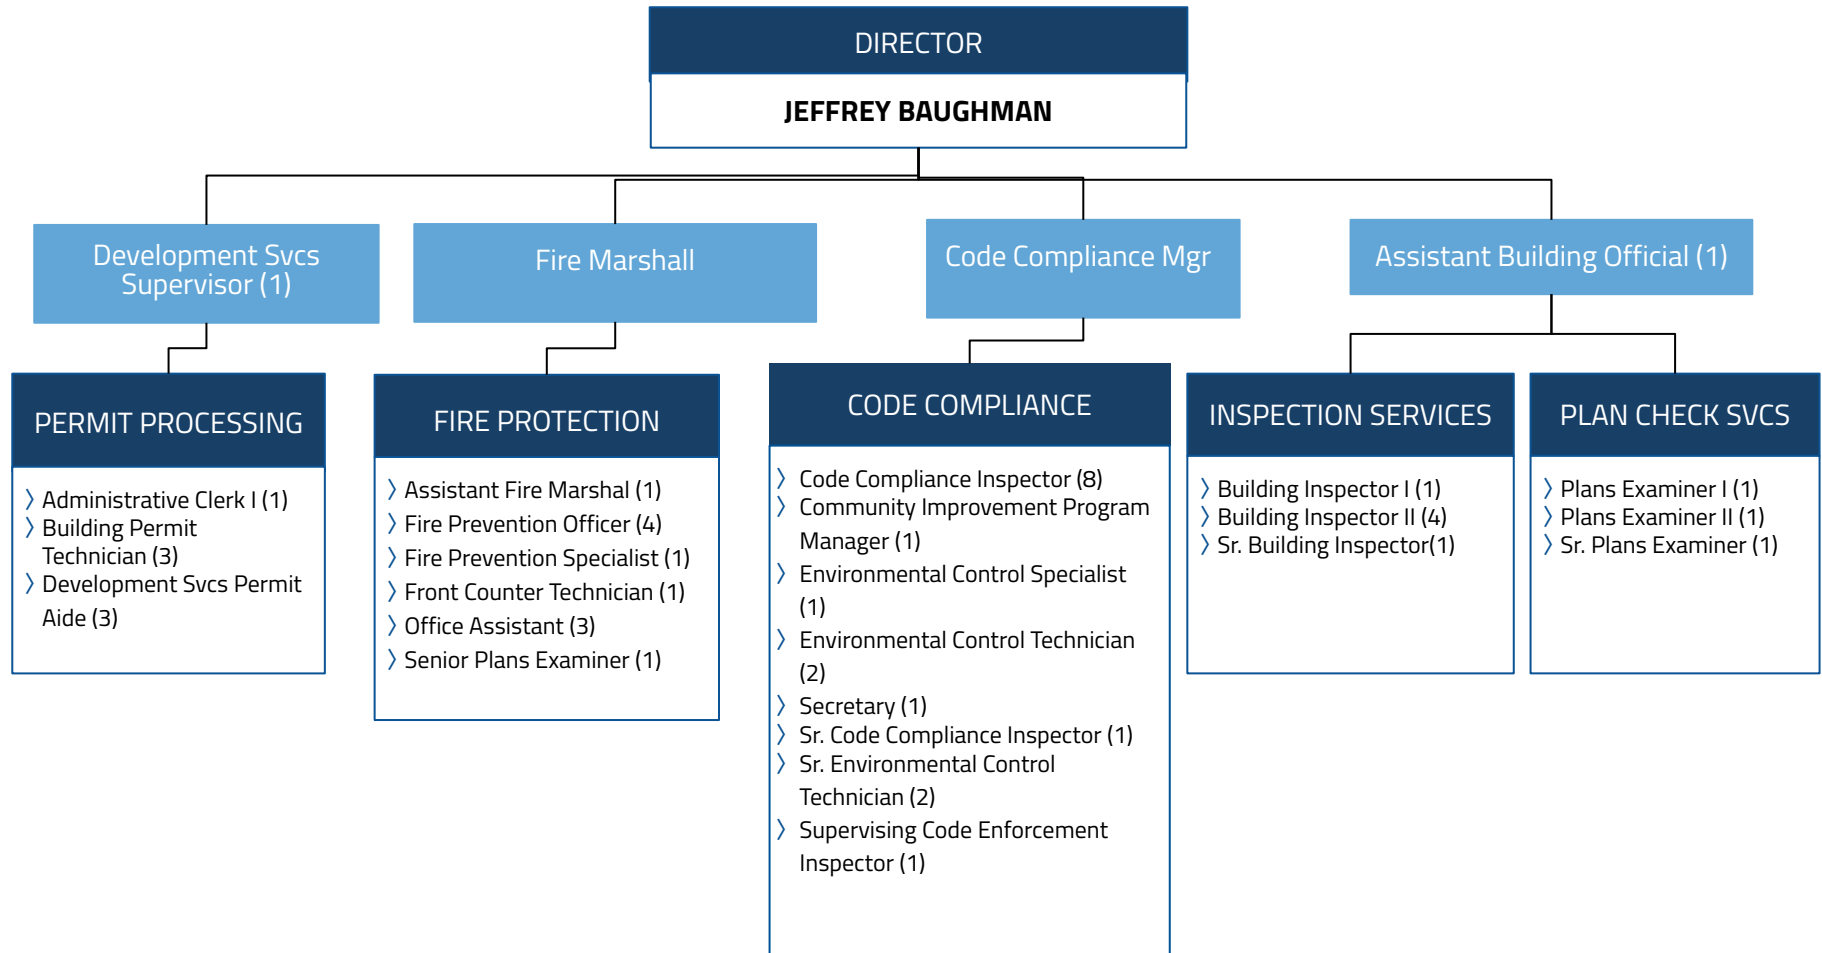 DIRECTOR
JEFFREY BAUGHMAN
Development Svcs
Supervisor (1)
Fire Marshall
Code Compliance Mgr
Assistant Building Official (1)
PERMIT PROCESSING
〉Administrative Clerk I (1)
〉Building Permit
Technician (3)
〉Development Svcs Permit
Aide (3)
FIRE PROTECTION
〉Assistant Fire Marshal (1)
〉Fire Prevention Officer (4)
〉Fire Prevention Specialist (1)
〉Front Counter Technician (1)
〉Office Assistant (3)
〉Senior Plans Examiner (1)
CODE COMPLIANCE
〉Code Compliance Inspector (8)
〉Community Improvement Program
Manager (1)
〉Environmental Control Specialist
(1)
〉Environmental Control Technician
(2)
〉Secretary (1)
〉Sr. Code Compliance Inspector (1)
〉Sr. Environmental Control
Technician (2)
〉Supervising Code Enforcement
Inspector (1)
INSPECTION SERVICES
〉Building Inspector I (1)
〉Building Inspector II (4)
〉Sr. Building Inspector(1)
PLAN CHECK SVCS
〉Plans Examiner I (1)
〉Plans Examiner II (1)
〉Sr. Plans Examiner (1)